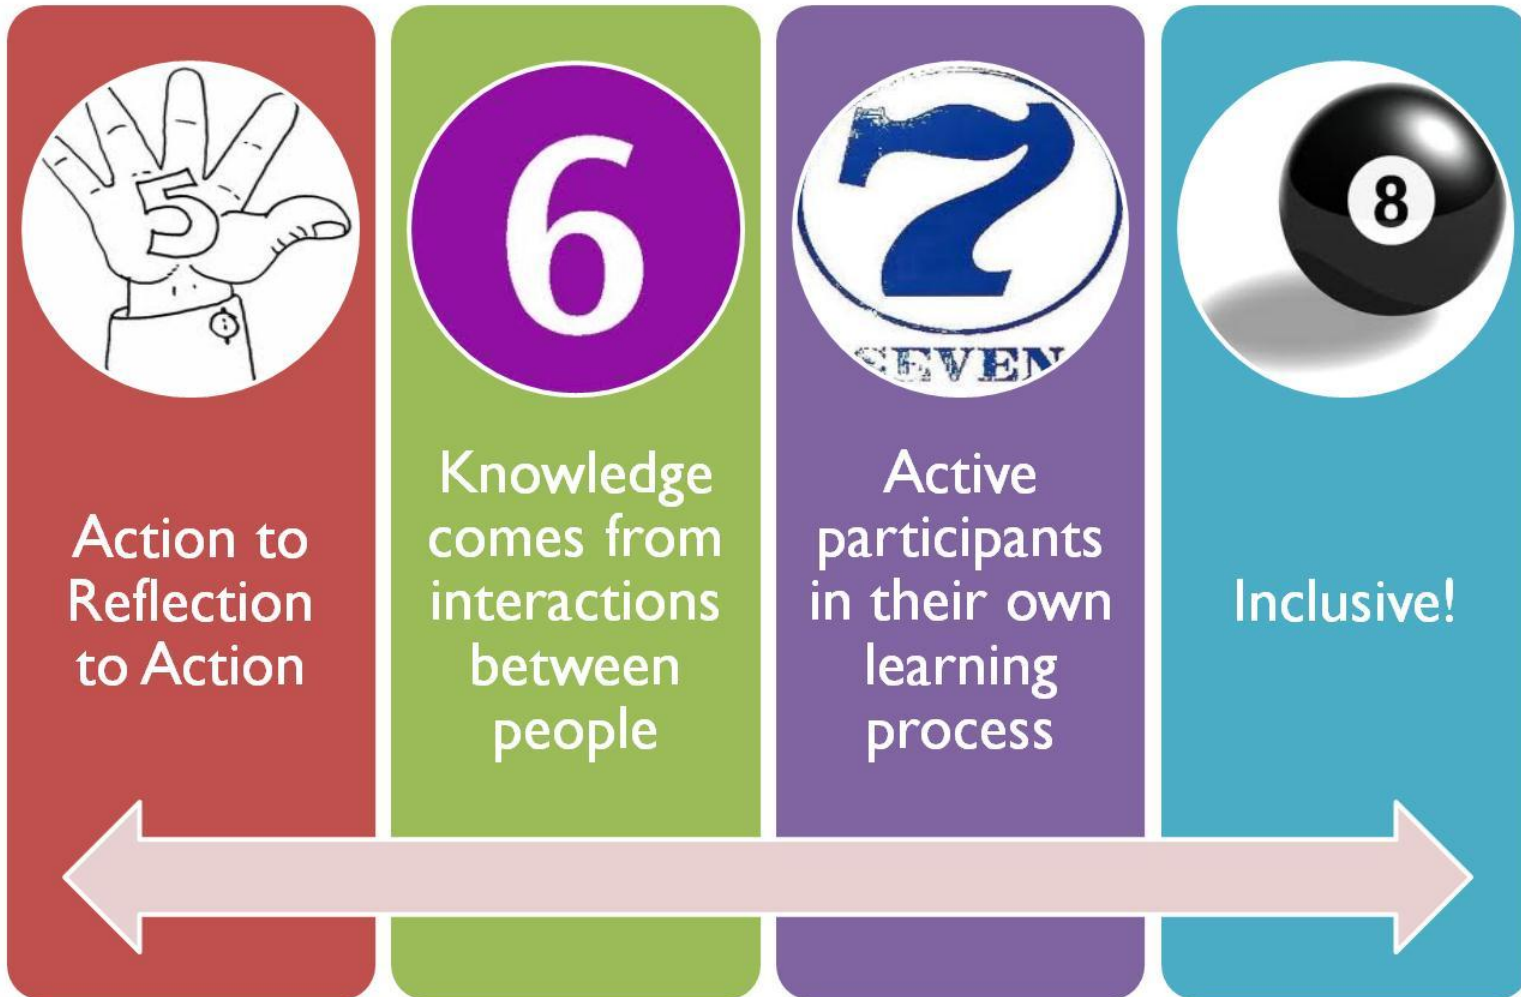 5
Action to
Reflection
to Action
6
Knowledge
comes from
interactions
between
people
7
SEVEN
Active
participants
in their own
learning
process
8
Inclusive!